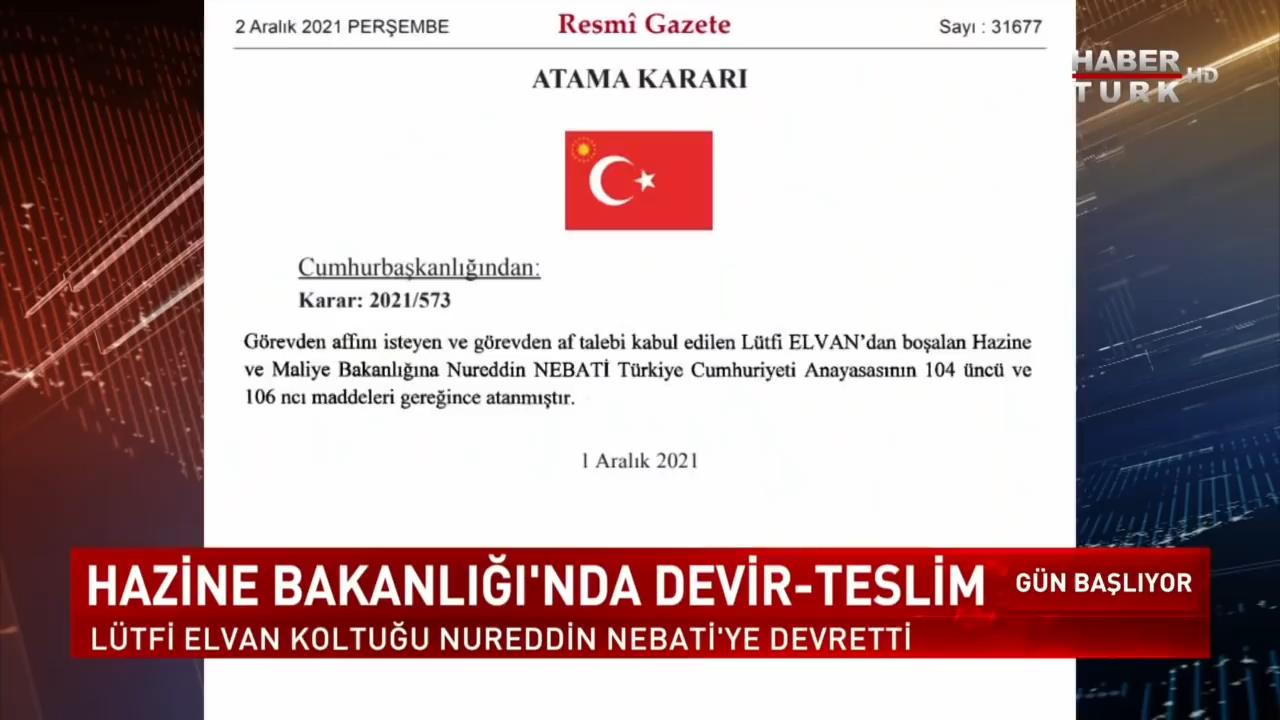 2 Aralık 2021 PERŞEMBE
Resmî Gazete
Sayı : 31677
HABER
TURK
HD
ATAMA KARARI
Cumhurbaşkanlığından:
Karar: 2021/573
Görevden affını isteyen ve görevden af talebi kabul edilen Lütfi ELVAN’dan boşalan Hazine
ve Maliye Bakanlığına Nureddin NEBATİ Türkiye Cumhuriyeti Anayasasının 104 üncü ve
106 ncı maddeleri gereğince atanmıştır.
1 Aralık 2021
HAZİNE BAKANLIĞI'NDA DEVİR-TESLİM
GÜN BAŞLIYOR
LÜTFİ ELVAN KOLTUĞU NUREDDİN NEBATİ'YE DEVRETTİ